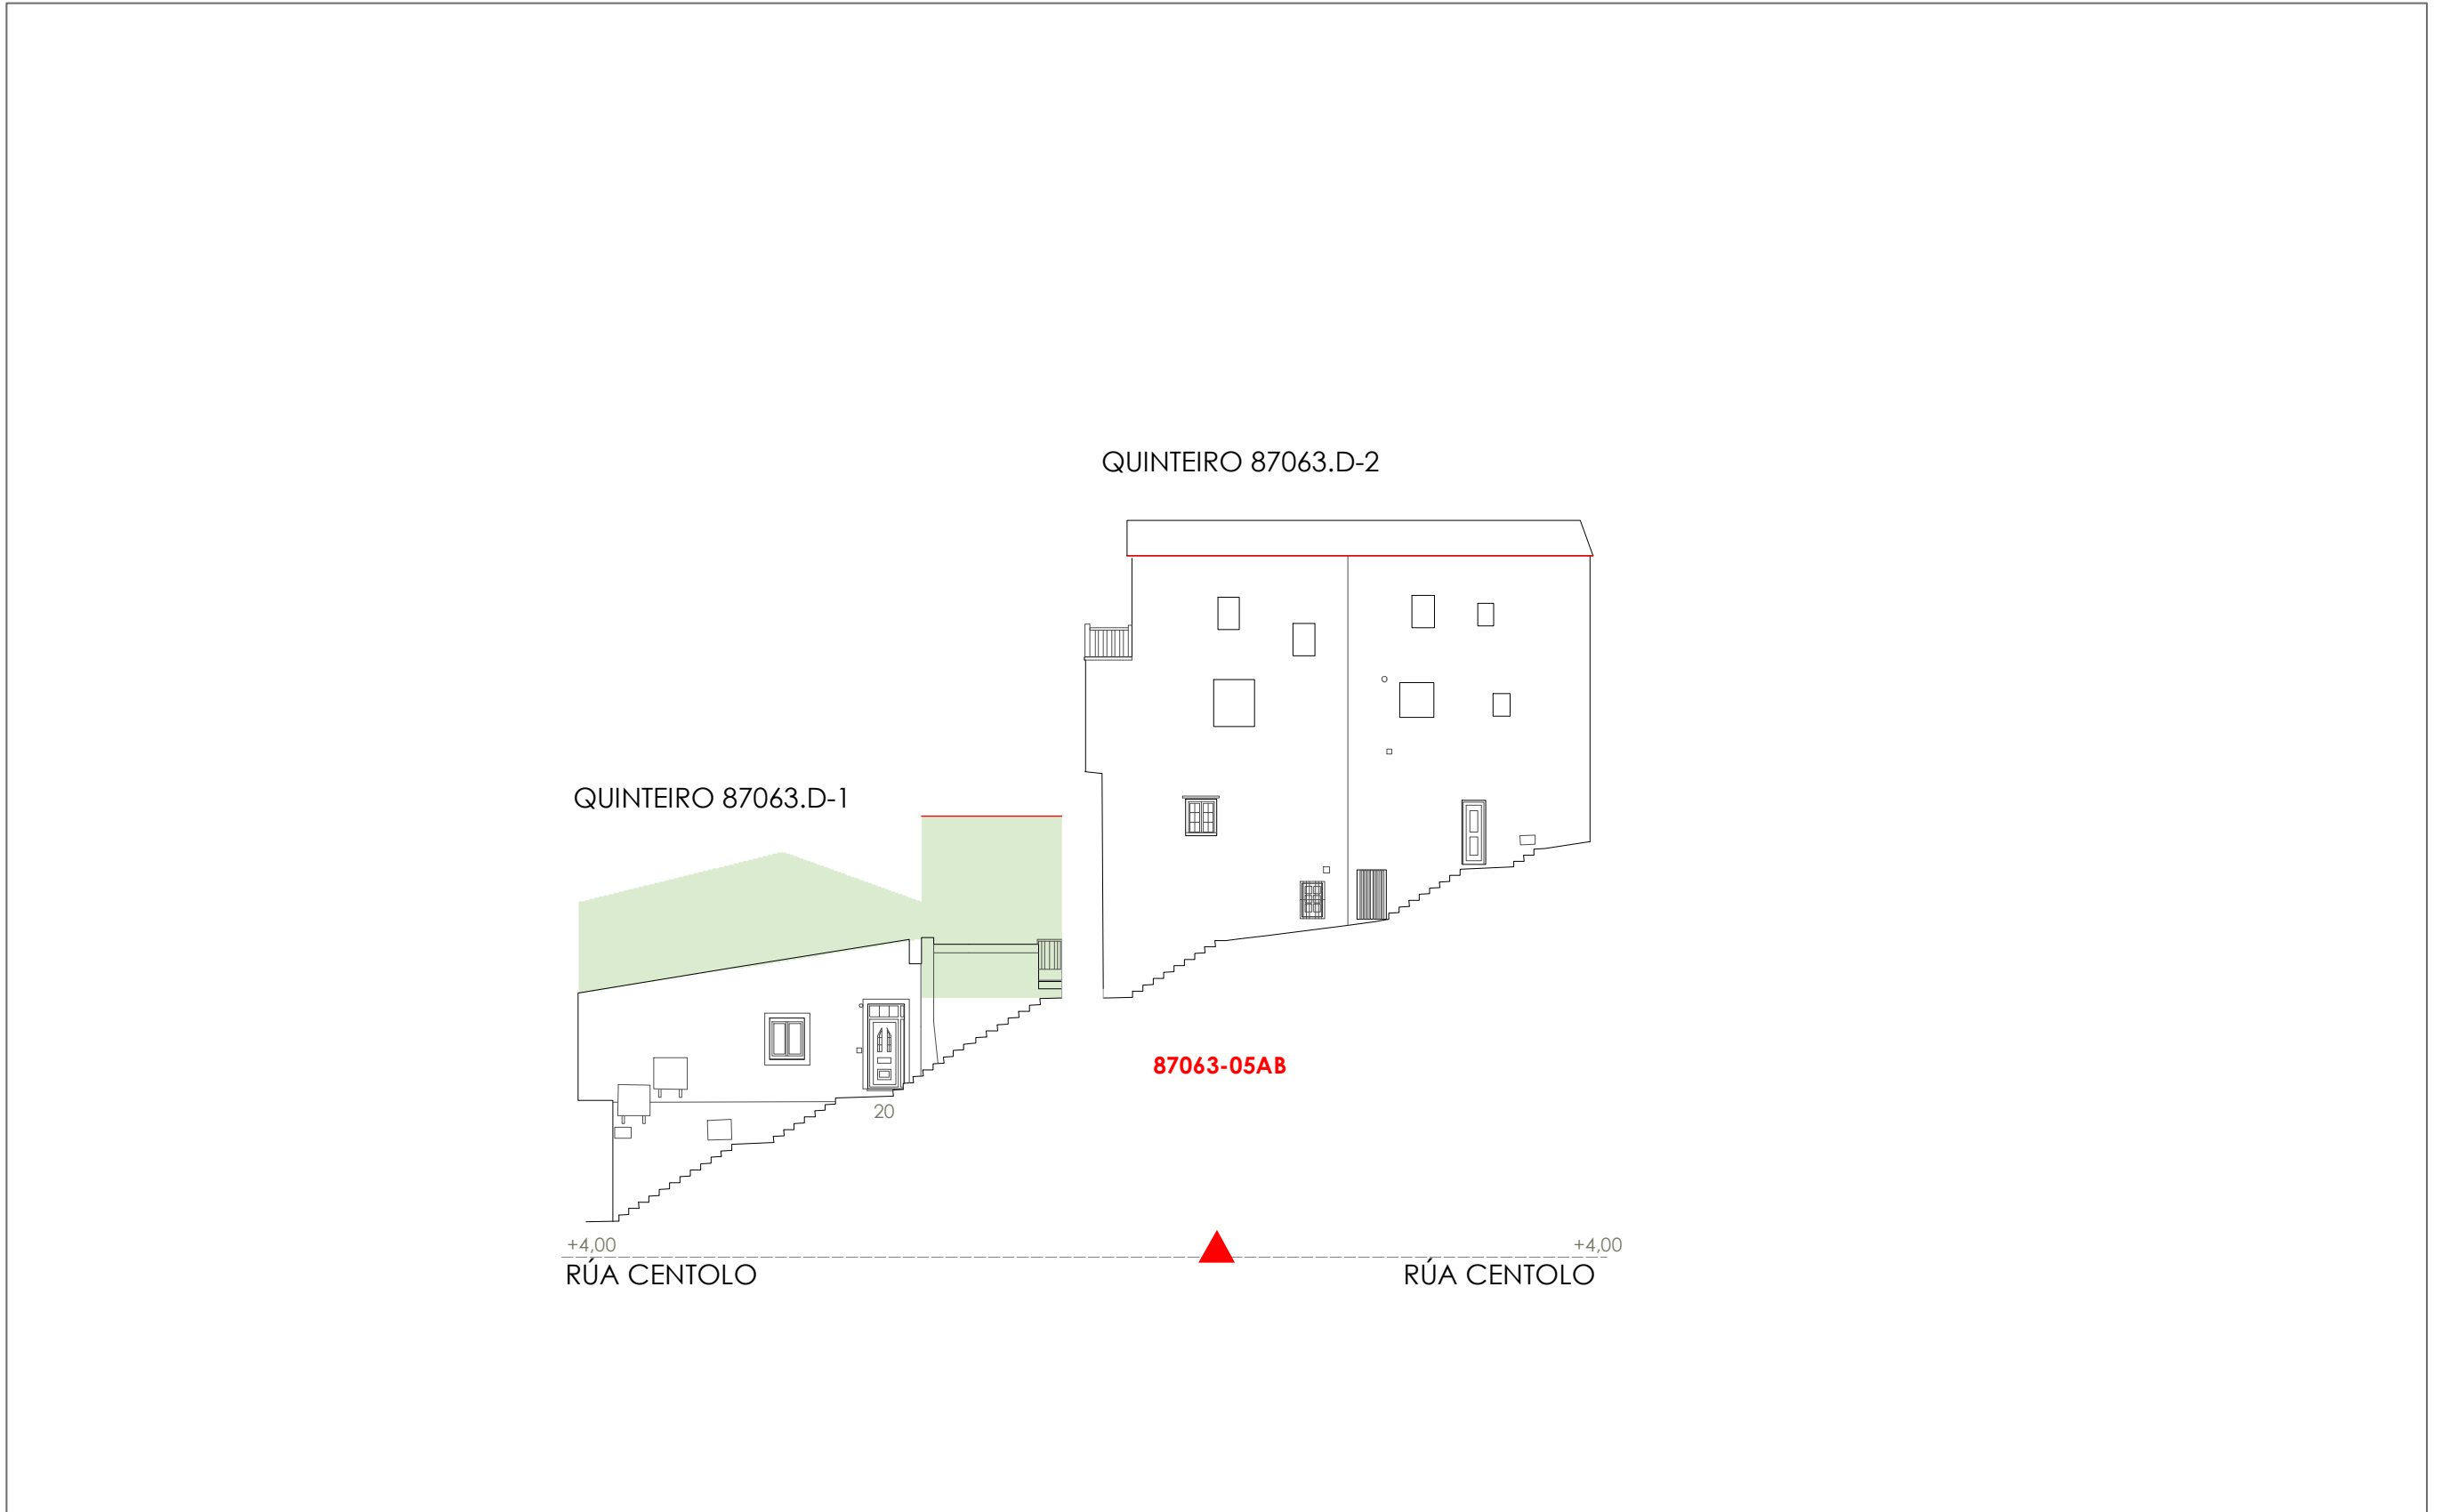 QUINTEIRO 87063.D-2
QUINTEIRO 87063.D-1
87063-05AB
20
+4,00
+4,00
RÚA CENTOLO
RÚA CENTOLO